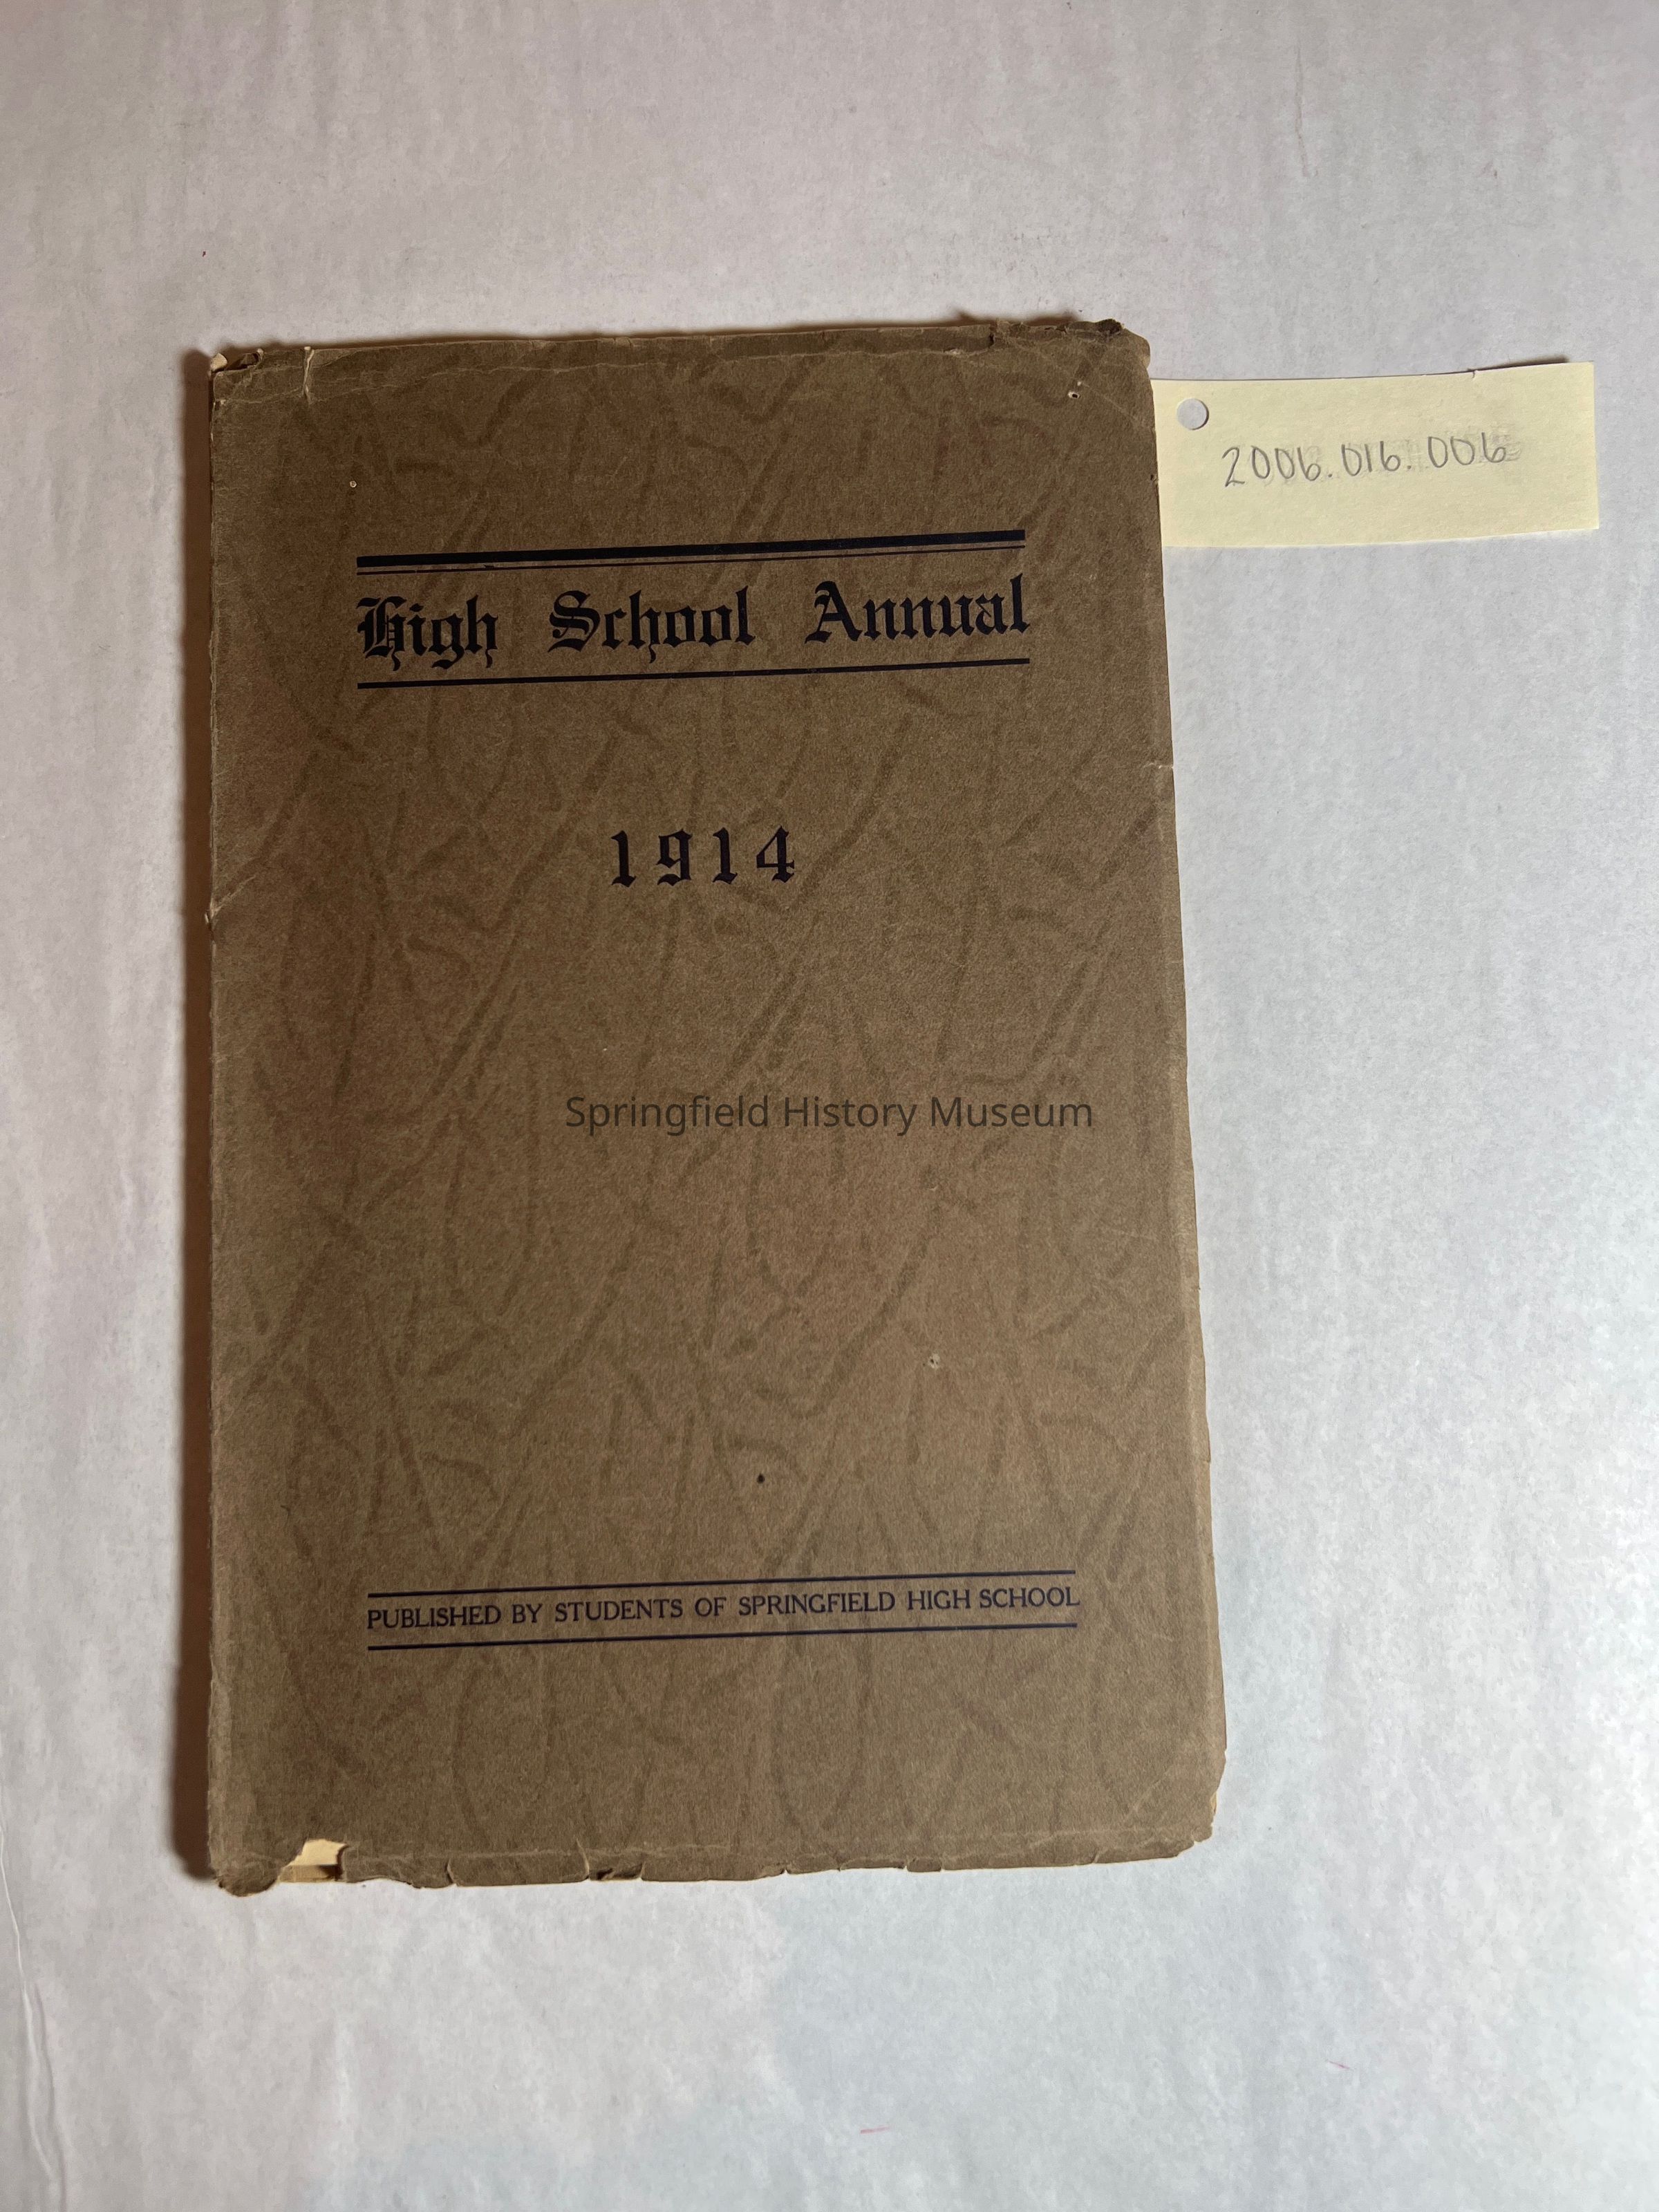 2006.016.006
High School Annual
1914
Springfield History Museum
PUBLISHED BY STUDENTS OF SPRINGFIELD HIGH SCHOOL